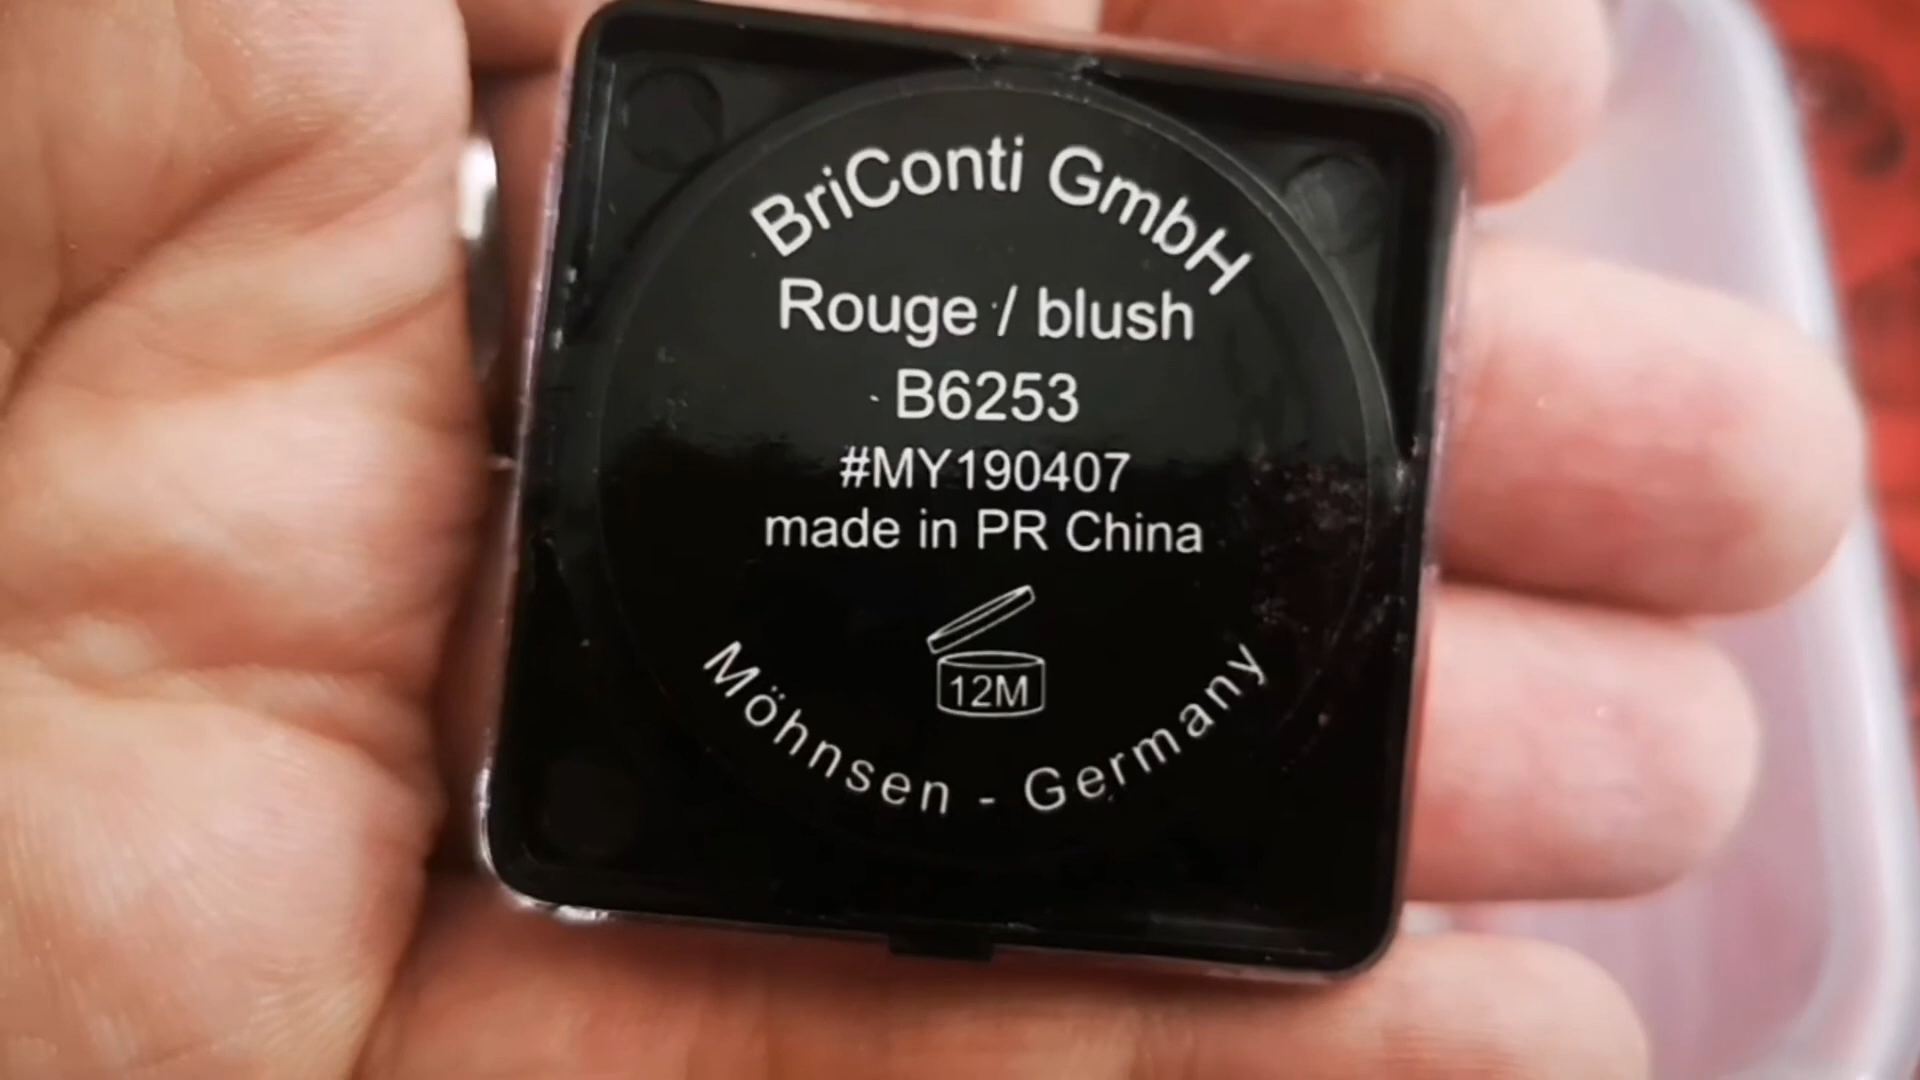 BriConti GmbH
Rouge / blush
B6253
#MY190407
made in PR China
12M
Möhnsen - Germany